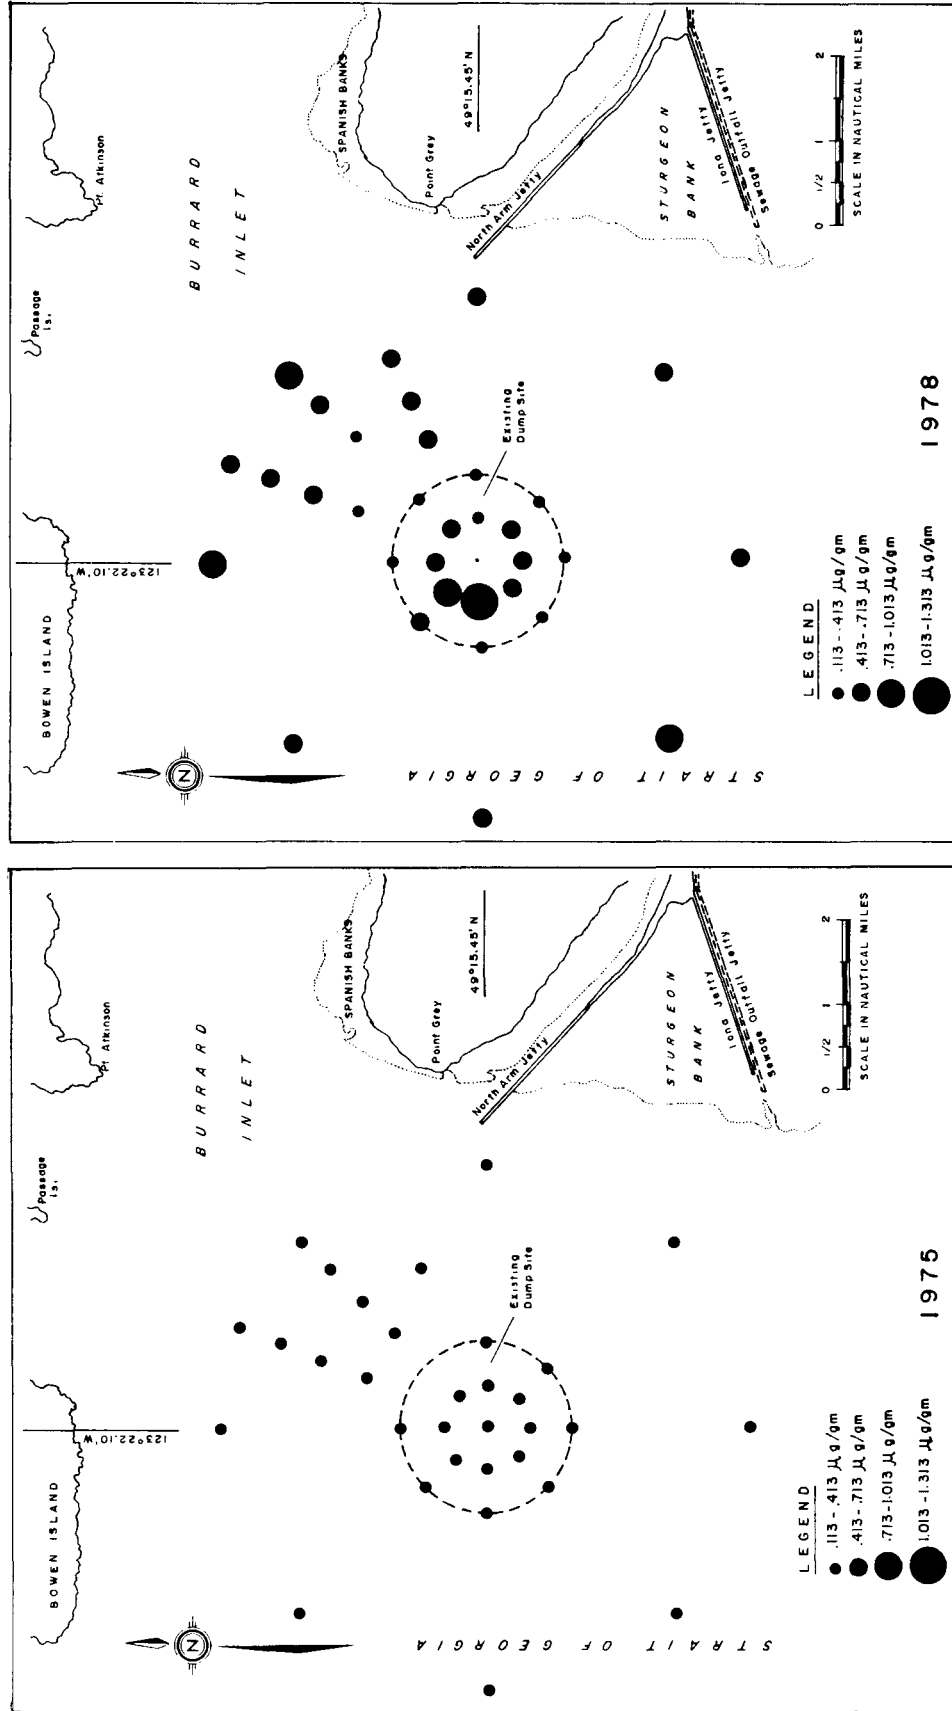 1978
Passage
Is.
Pt. Atkinson
BURRARD
INLET
BOWEN ISLAND
123°22.10'W
SPANISH BANKS
Point Grey
49°15.45'N
North Arm Jetty
STURGEON
BANK
Iona Jetty
Sewage Outfall Jetty
Existing
Dump Site
N
STRAIT OF GEORGIA
LEGEND
.113-.413 µg/gm
.413-.713 µg/gm
.713-1.013 µg/gm
1.013-1.313 µg/gm
0 1/2 1 2
SCALE IN NAUTICAL MILES
1975
Passage
Is.
Pt. Atkinson
BURRARD
INLET
BOWEN ISLAND
123°22.10'W
SPANISH BANKS
Point Grey
49°15.45'N
North Arm Jetty
STURGEON
BANK
Iona Jetty
Sewage Outfall Jetty
Existing
Dump Site
N
STRAIT OF GEORGIA
LEGEND
.113-.413 µg/gm
.413-.713 µg/gm
.713-1.013 µg/gm
1.013-1.313 µg/gm
0 1/2 1 2
SCALE IN NAUTICAL MILES